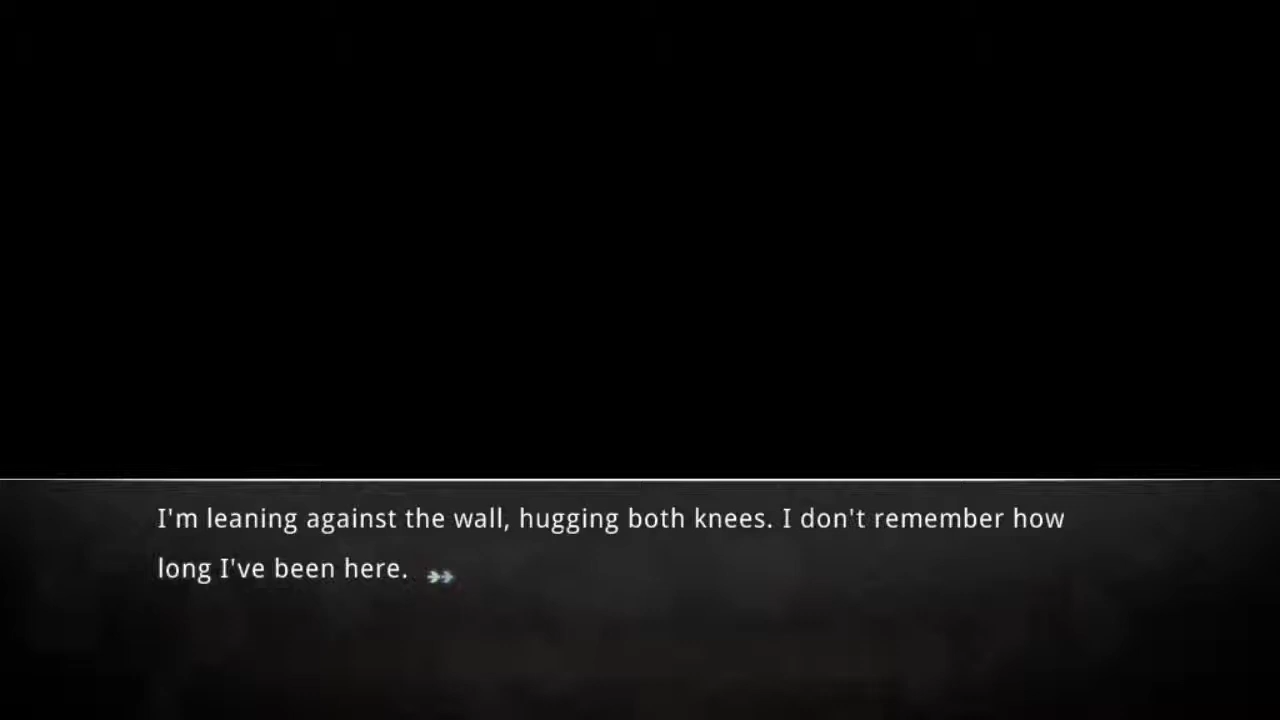 I'm leaning against the wall, hugging both knees. I don't remember how
long I've been here.